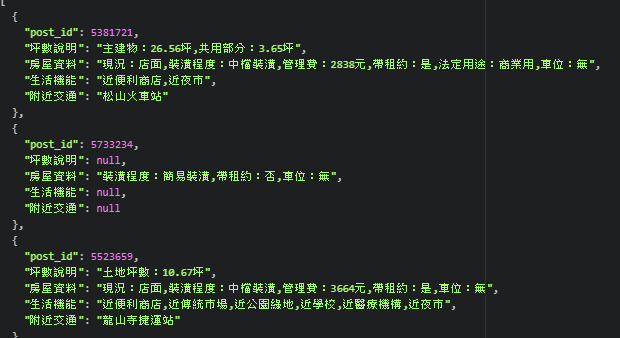 [
{
"post_id": 5381721,
"坪數說明": "主建物：26.56坪,共用部分：3.65坪",
"房屋資料": "現況：店面,裝潢程度：中檔裝潢,管理費：2838元,帶租約：是,法定用途：商業用,車位：無",
"生活機能": "近便利商店,近夜市",
"附近交通": "松山火車站"
},
{
"post_id": 5733234,
"坪數說明": null,
"房屋資料": "裝潢程度：簡易裝潢,帶租約：否,車位：無",
"生活機能": null,
"附近交通": null
},
{
"post_id": 5523659,
"坪數說明": "土地坪數：10.67坪",
"房屋資料": "現況：店面,裝潢程度：中檔裝潢,管理費：3664元,帶租約：是,車位：無",
"生活機能": "近便利商店,近傳統市場,近公園綠地,近學校,近醫療機構,近夜市",
"附近交通": "龍山寺捷運站"
},